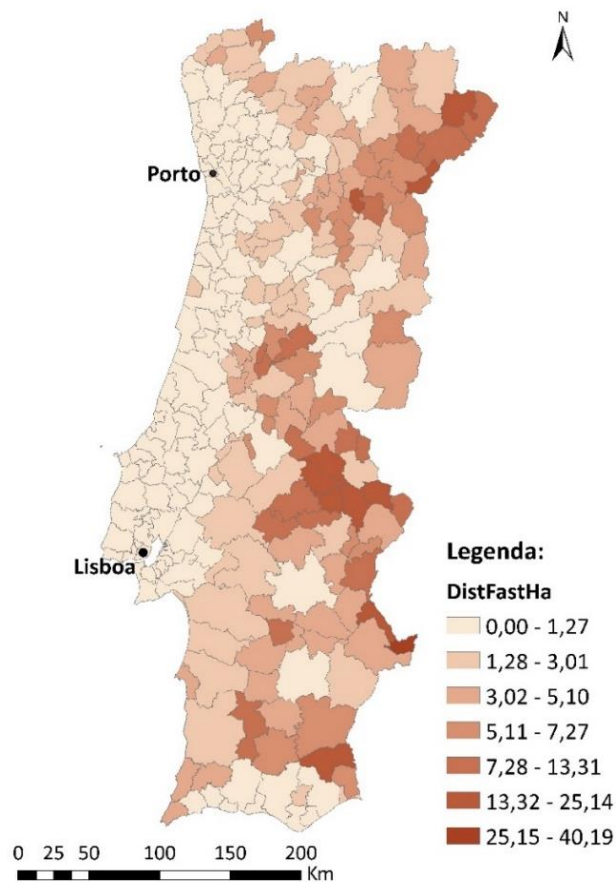 N
Porto
Lisboa
Legenda:
DistFastHa
0,00 - 1,27
1,28 - 3,01
3,02 - 5,10
5,11 - 7,27
7,28 - 13,31
13,32 - 25,14
25,15 - 40,19
0 25 50 100 150 200
Km